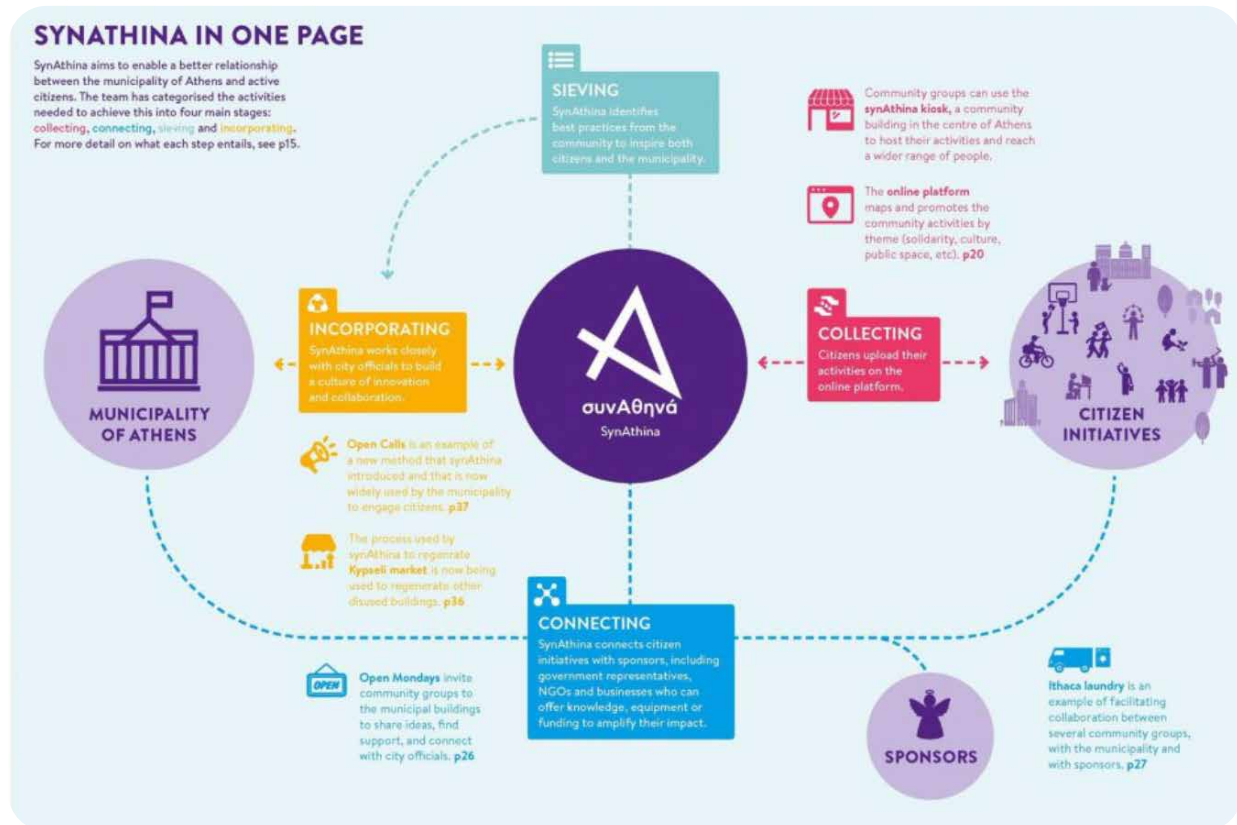 SYNATHINA IN ONE PAGE
SynAthina aims to enable a better relationship
between the municipality of Athens and active
citizens. The team has categorised the activities
needed to achieve this into four main stages:
collecting, connecting, sieving and incorporating.
For more detail on what each step entails, see p15.
SIEVING
SynAthina identifies
best practices from the
community to inspire both
citizens and the municipality.
Community groups can use the
synAthina kiosk, a community
building in the centre of Athens
to host their activities and reach
a wider range of people.
The online platform
maps and promotes the
community activities by
theme (solidarity, culture,
public space, etc). p20
MUNICIPALITY
OF ATHENS
INCORPORATING
SynAthina works closely
with city officials to build
a culture of innovation
and collaboration.
συνΑθηνά
SynAthina
COLLECTING
Citizens upload their
activities on the
online platform.
CITIZEN
INITIATIVES
Open Calls is an example of
a new method that synAthina
introduced and that is now
widely used by the municipality
to engage citizens. p37
The process used by
synAthina to regenrate
Kypseli market is now being
used to regenerate other
disused buildings. p36
CONNECTING
SynAthina connects citizen
initiatives with sponsors, including
government representatives,
NGOs and businesses who can
offer knowledge, equipment or
funding to amplify their impact.
OPEN
Open Mondays invite
community groups to
the municipal buildings
to share ideas, find
support, and connect
with city officials. p26
SPONSORS
Ithaca laundry is an
example of facilitating
collaboration between
several community groups,
with the municipality and
with sponsors. p27